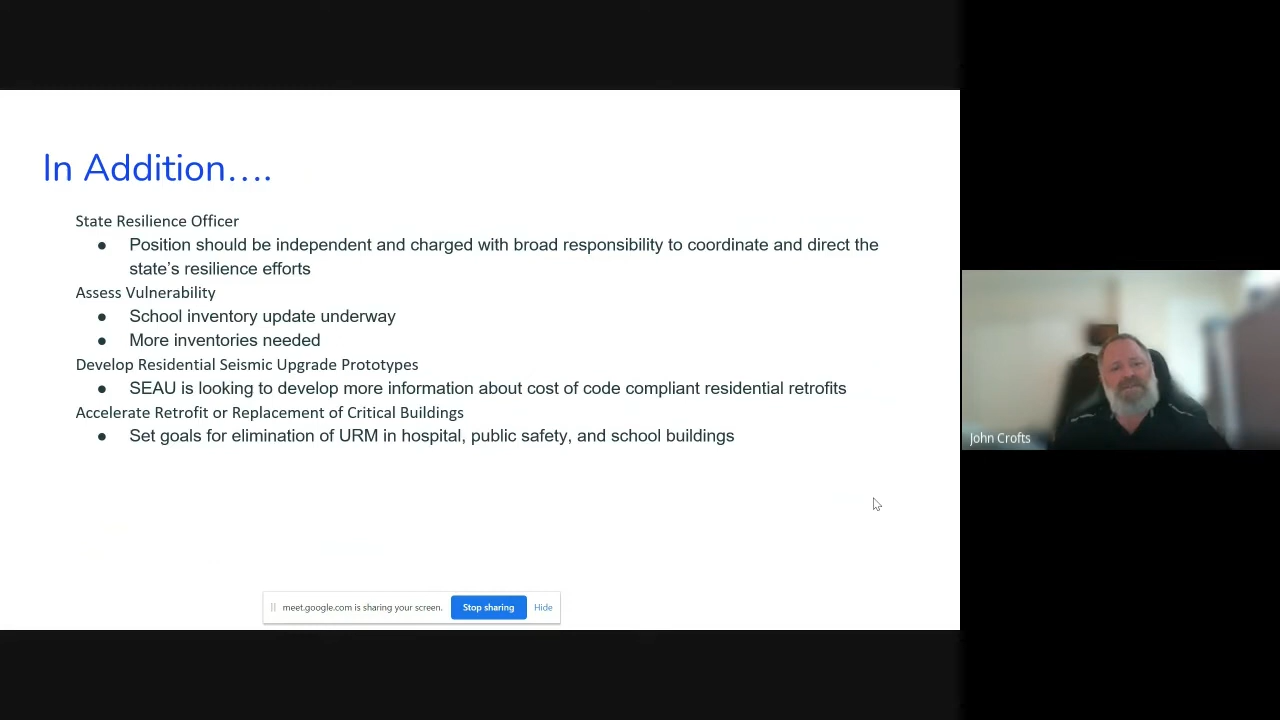 In Addition….
State Resilience Officer
● Position should be independent and charged with broad responsibility to coordinate and direct the
state’s resilience efforts
Assess Vulnerability
● School inventory update underway
● More inventories needed
Develop Residential Seismic Upgrade Prototypes
● SEAU is looking to develop more information about cost of code compliant residential retrofits
Accelerate Retrofit or Replacement of Critical Buildings
● Set goals for elimination of URM in hospital, public safety, and school buildings
John Crofts
meet.google.com is sharing your screen. Stop sharing Hide